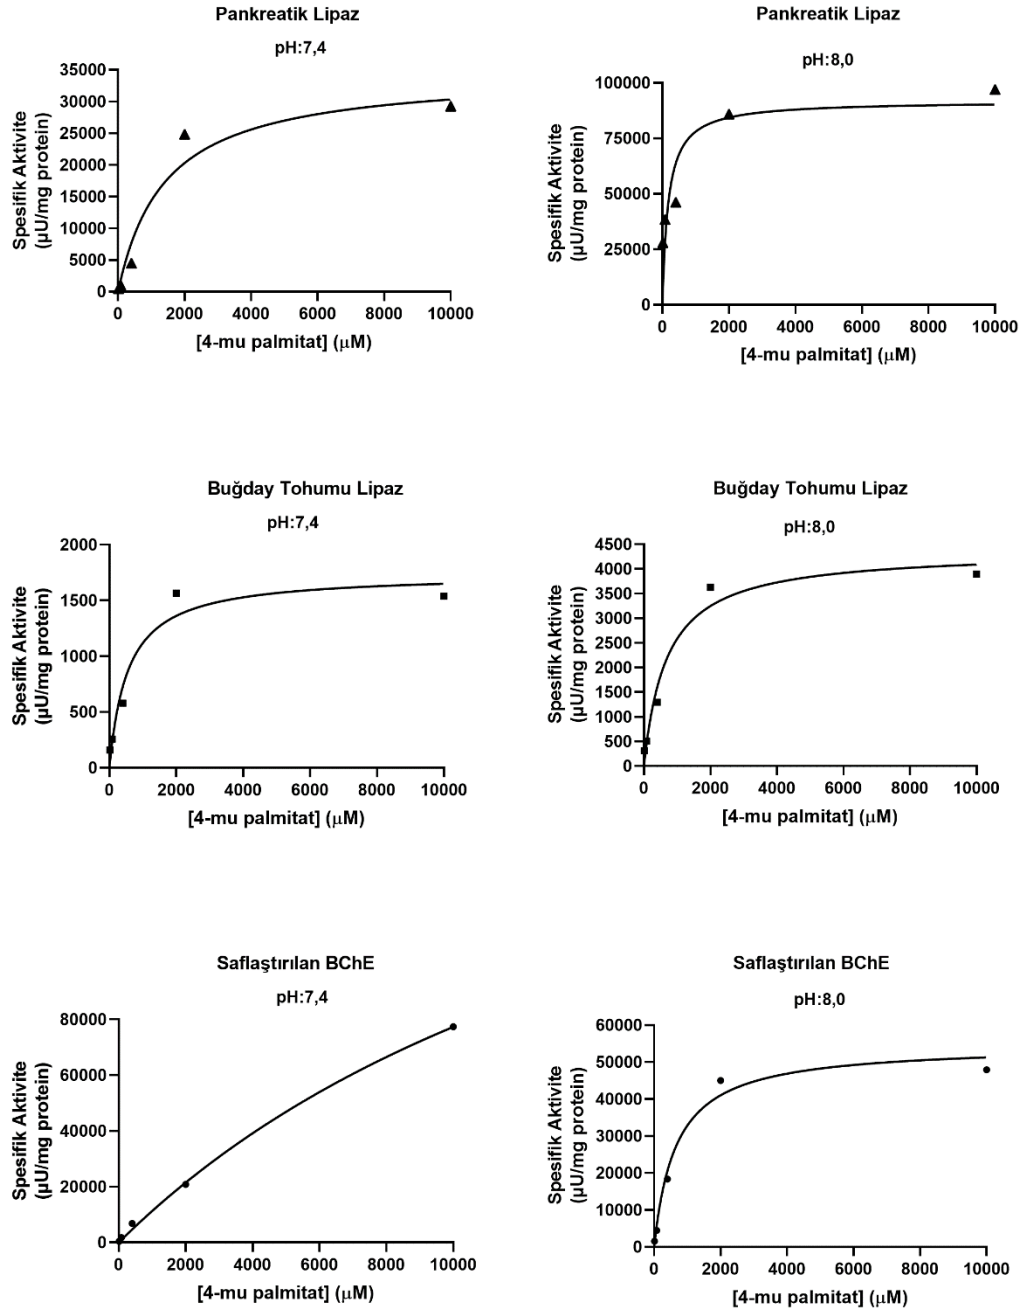 Pankreatik Lipaz
pH:7,4
Spesifik Aktivite
(µU/mg protein)
35000
30000
25000
20000
15000
10000
5000
0
0 2000 4000 6000 8000 10000
[4-mu palmitat] (μM)
Pankreatik Lipaz
pH:8,0
Spesifik Aktivite
(µU/mg protein)
100000
75000
50000
25000
0
0 2000 4000 6000 8000 10000
[4-mu palmitat] (μM)
Buğday Tohumu Lipaz
pH:7,4
Spesifik Aktivite
(µU/mg protein)
2000
1500
1000
500
0
0 2000 4000 6000 8000 10000
[4-mu palmitat] (μM)
Buğday Tohumu Lipaz
pH:8,0
Spesifik Aktivite
(µU/mg protein)
4500
4000
3500
3000
2500
2000
1500
1000
500
0
0 2000 4000 6000 8000 10000
[4-mu palmitat] (μM)
Saflaştırılan BChE
pH:7,4
Spesifik Aktivite
(µU/mg protein)
80000
60000
40000
20000
0
0 2000 4000 6000 8000 10000
[4-mu palmitat] (μM)
Saflaştırılan BChE
pH:8,0
Spesifik Aktivite
(µU/mg protein)
60000
50000
40000
30000
20000
10000
0
0 2000 4000 6000 8000 10000
[4-mu palmitat] (μM)